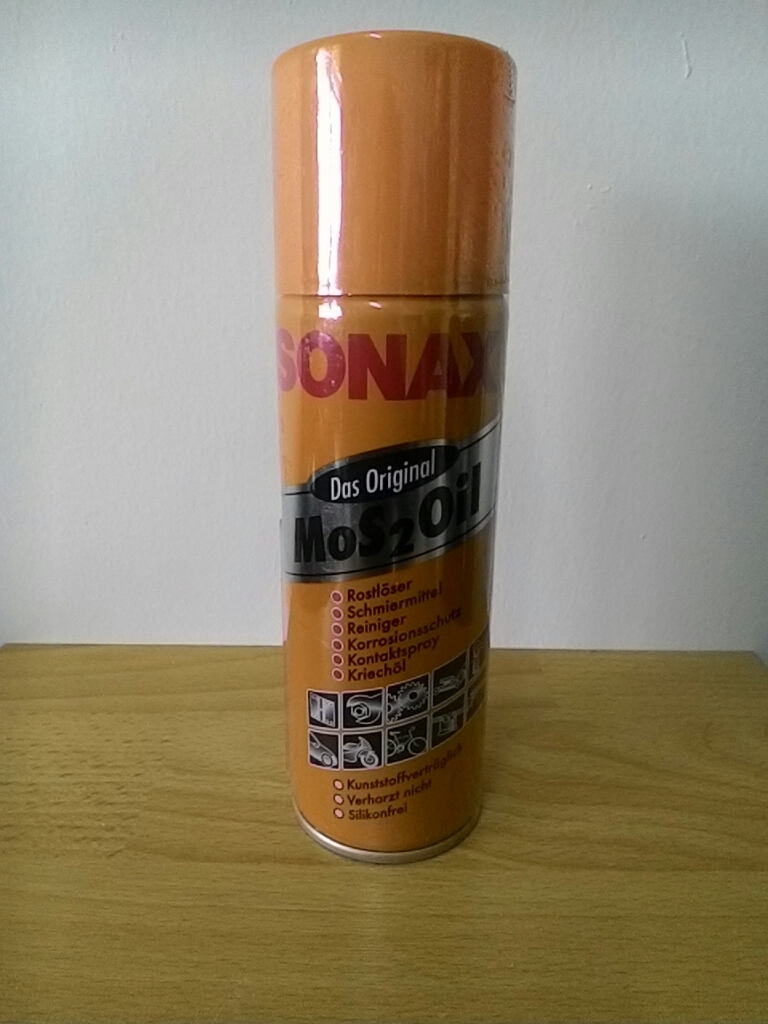 SONAX
Das Original
MoS2Oil
Rostlöser
Schmiermittel
Reiniger
Korrosionsschutz
Kontaktspray
Kriechöl
Kunststoffverträglich
Verharzt nicht
Silikonfrei